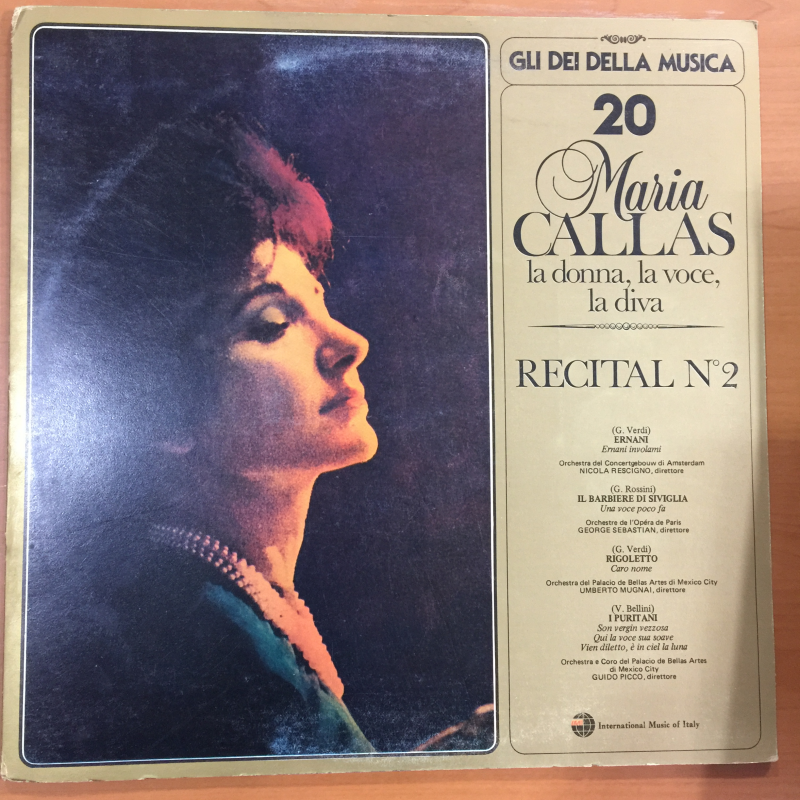 GLI DEI DELLA MUSICA
20
Maria
CALLAS
la donna, la voce,
la diva
RECITAL N°2
(G. Verdi)
ERNANI
Ernani involami
Orchestra del Concertgebouw di Amsterdam
NICOLA RESCIGNO, direttore
(G. Rossini)
IL BARBIERE DI SIVIGLIA
Una voce poco fa
Orchestre de l'Opéra de Paris
GEORGE SEBASTIAN, direttore
(G. Verdi)
RIGOLETTO
Caro nome
Orchestra del Palacio de Bellas Artes di Mexico City
UMBERTO MUGNAI, direttore
(V. Bellini)
I PURITANI
Son vergin vezzosa
Qui la voce sua soave
Vien diletto, è in ciel la luna
Orchestra e Coro del Palacio de Bellas Artes
di Mexico City
GUIDO PICCO, direttore
International Music of Italy